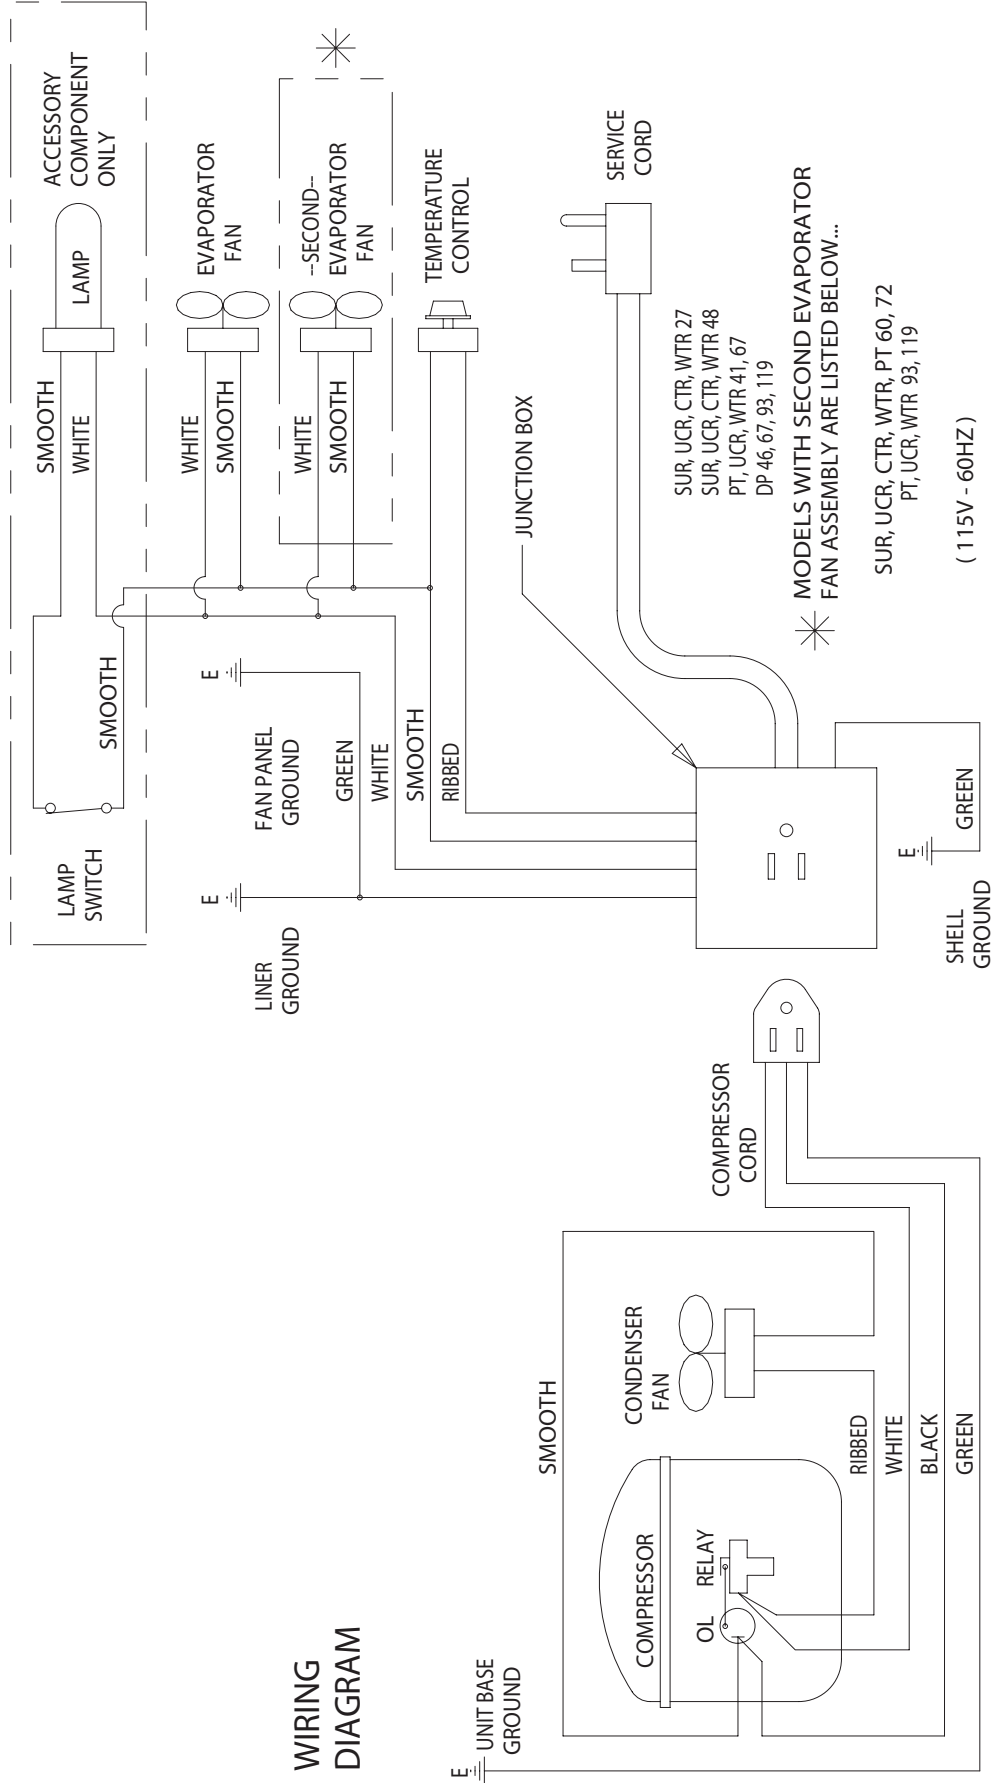 WIRING
DIAGRAM
ACCESSORY
COMPONENT
ONLY
LAMP
SMOOTH
WHITE
SMOOTH
LAMP
SWITCH
EVAPORATOR
FAN
WHITE
SMOOTH
--SECOND--
EVAPORATOR
FAN
WHITE
SMOOTH
TEMPERATURE
CONTROL
E
FAN PANEL
GROUND
GREEN
WHITE
SMOOTH
RIBBED
E
LINER
GROUND
JUNCTION BOX
SERVICE
CORD
SUR, UCR, CTR, WTR 27
SUR, UCR, CTR, WTR 48
PT, UCR, WTR 41, 67
DP 46, 67, 93, 119
MODELS WITH SECOND EVAPORATOR
FAN ASSEMBLY ARE LISTED BELOW...
SUR, UCR, CTR, WTR, PT 60, 72
PT, UCR, WTR 93, 119
( 115V - 60HZ )
E
GREEN
SHELL
GROUND
COMPRESSOR
CORD
SMOOTH
CONDENSER
FAN
RIBBED
WHITE
BLACK
GREEN
COMPRESSOR
OL
RELAY
E
UNIT BASE
GROUND